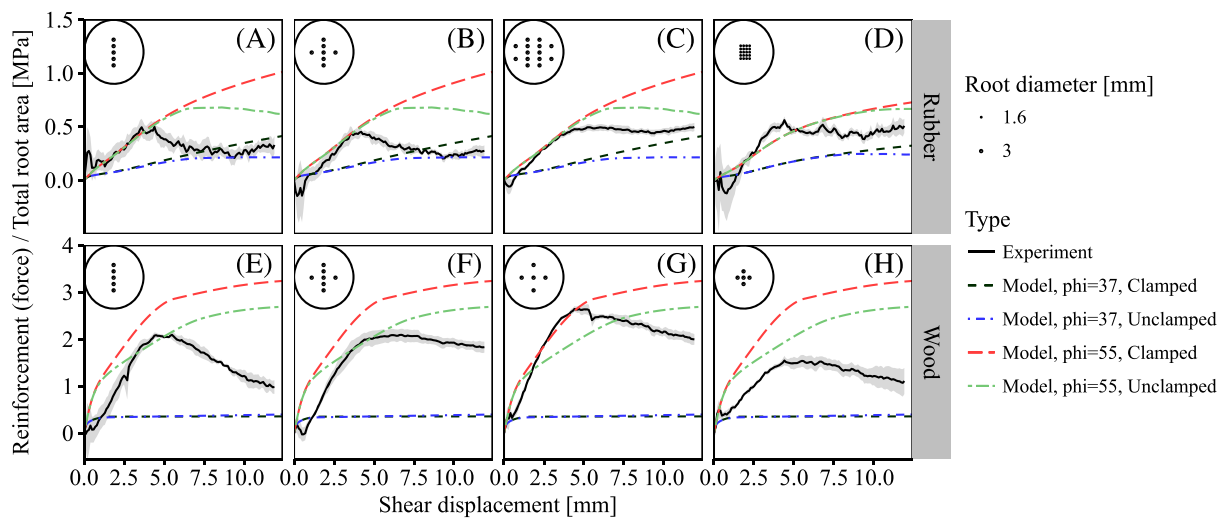 Reinforcement (force) / Total root area [MPa]
1.5
1.0
0.5
0.0
(A)
(B)
(C)
(D)
Rubber
4
3
2
1
0
(E)
(F)
(G)
(H)
Wood
0.0 2.5 5.0 7.5 10.0 0.0 2.5 5.0 7.5 10.0 0.0 2.5 5.0 7.5 10.0 0.0 2.5 5.0 7.5 10.0
Shear displacement [mm]
Root diameter [mm]
1.6
3
Type
Experiment
Model, phi=37, Clamped
Model, phi=37, Unclamped
Model, phi=55, Clamped
Model, phi=55, Unclamped